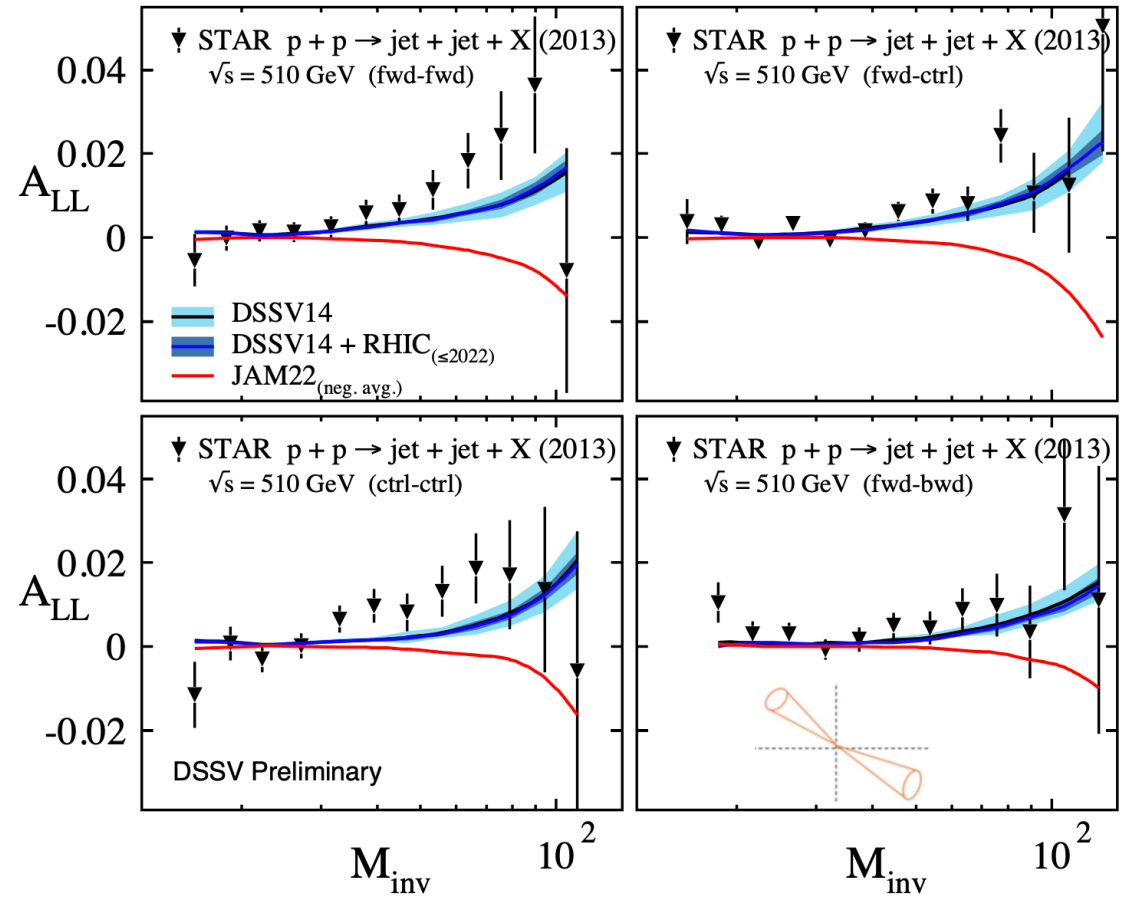 STAR p + p → jet + jet + X (2013)
√s = 510 GeV (fwd-fwd)
0.04
0.02
A_LL
0
-0.02
DSSV14
DSSV14 + RHIC_(≤2022)
JAM22_(neg. avg.)
STAR p + p → jet + jet + X (2013)
√s = 510 GeV (fwd-ctrl)
STAR p + p → jet + jet + X (2013)
√s = 510 GeV (ctrl-ctrl)
0.04
0.02
A_LL
0
-0.02
DSSV Preliminary
STAR p + p → jet + jet + X (2013)
√s = 510 GeV (fwd-bwd)
10^2
M_inv
10^2
M_inv